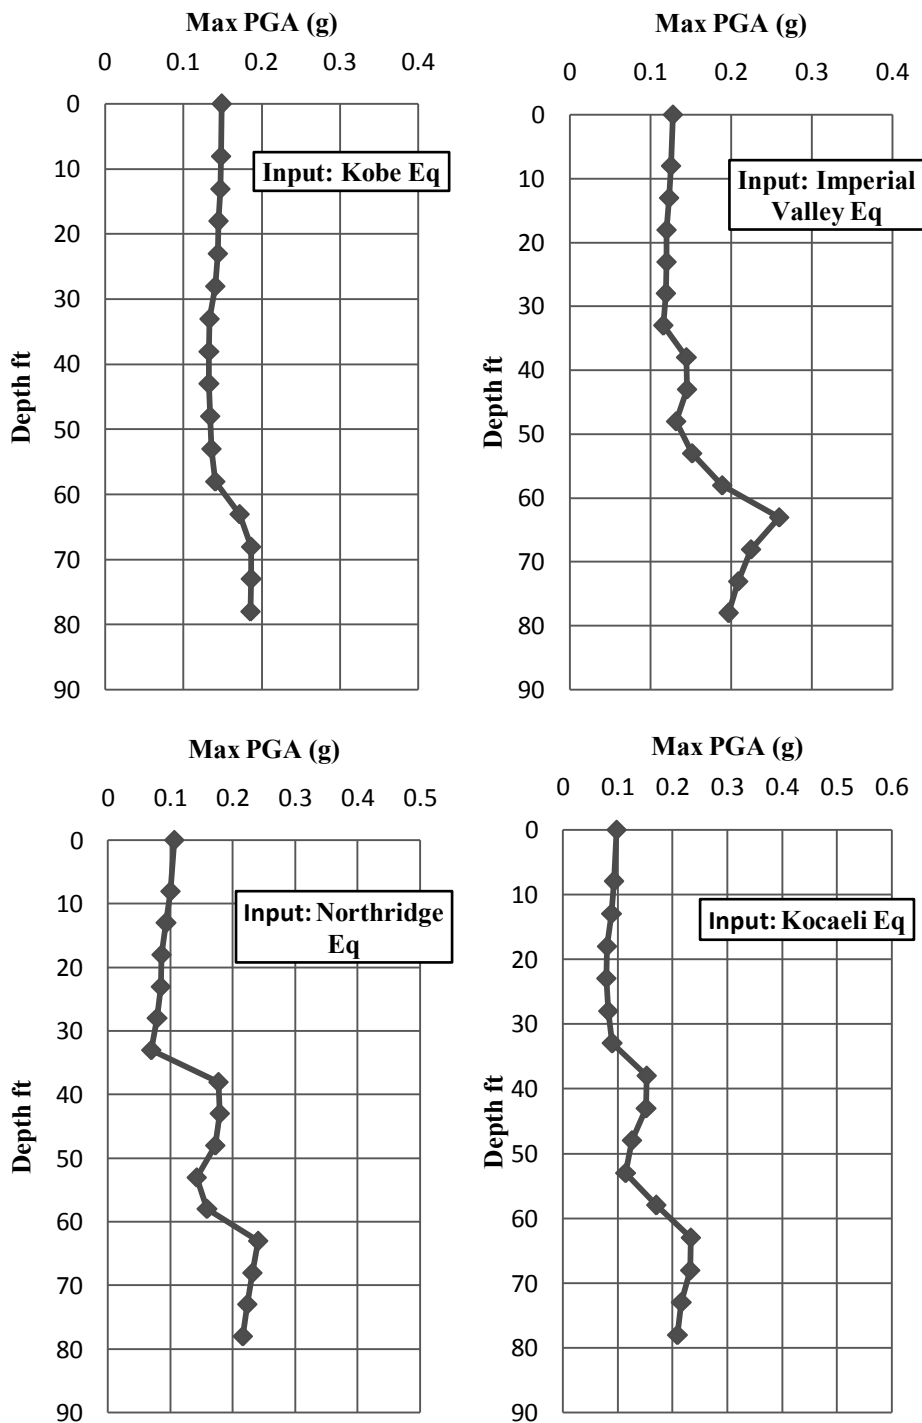 Max PGA (g)
0 0.1 0.2 0.3 0.4
0
10
20
30
40
50
60
70
80
90
Depth ft
Input: Kobe Eq
Max PGA (g)
0 0.1 0.2 0.3 0.4
0
10
20
30
40
50
60
70
80
90
Depth ft
Input: Imperial
Valley Eq
Max PGA (g)
0 0.1 0.2 0.3 0.4 0.5
0
10
20
30
40
50
60
70
80
90
Depth ft
Input: Northridge
Eq
Max PGA (g)
0 0.1 0.2 0.3 0.4 0.5 0.6
0
10
20
30
40
50
60
70
80
90
Depth ft
Input: Kocaeli Eq